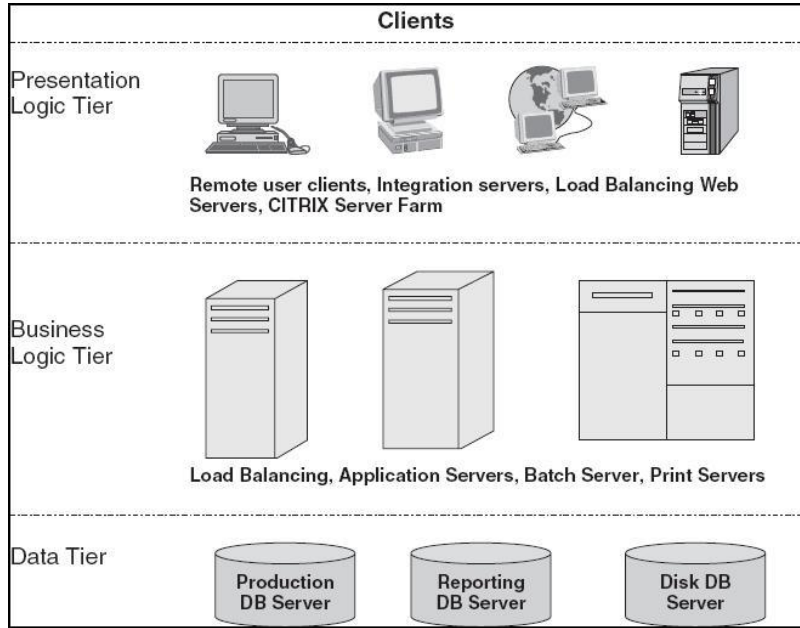 Clients
Presentation
Logic Tier
Remote user clients, Integration servers, Load Balancing Web
Servers, CITRIX Server Farm
Business
Logic Tier
Load Balancing, Application Servers, Batch Server, Print Servers
Data Tier
Production
DB Server
Reporting
DB Server
Disk DB
Server